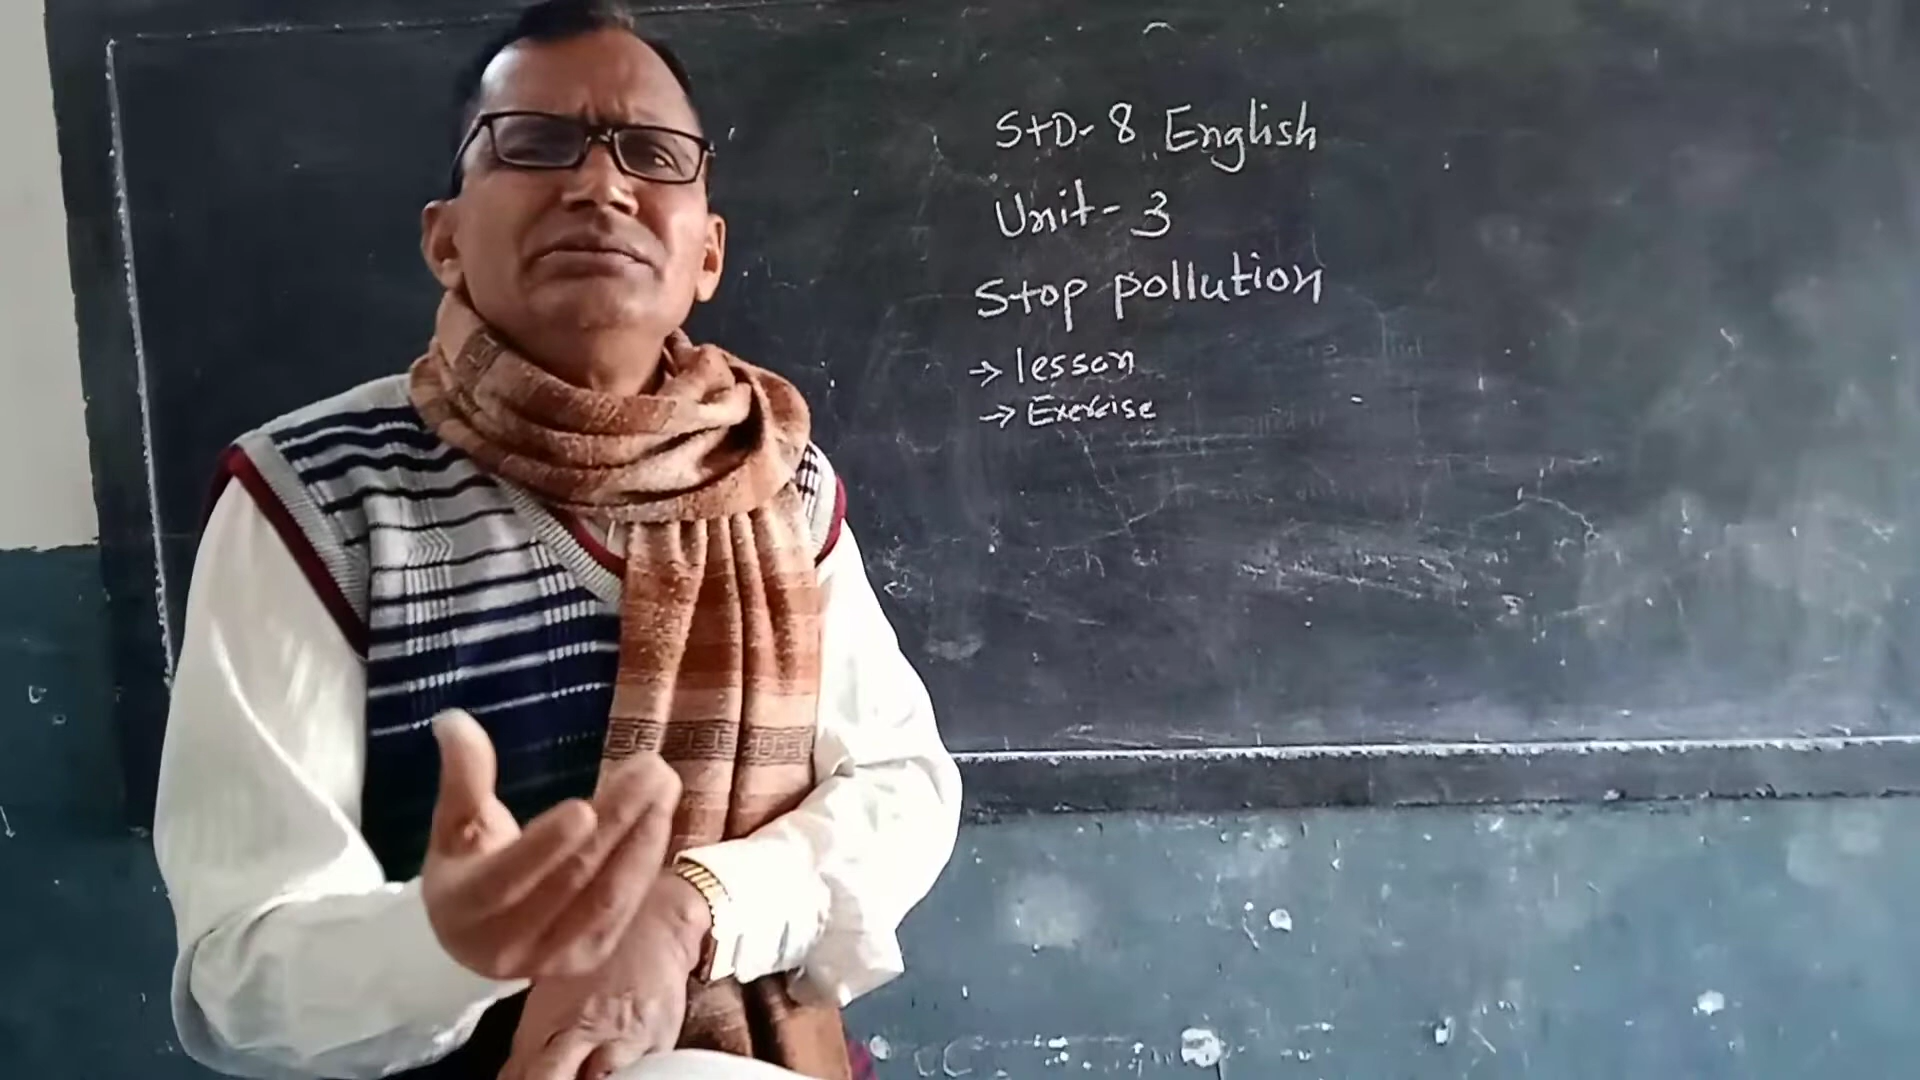 STD- 8 English
Unit- 3
Stop pollution
→ lesson
→ Exercise